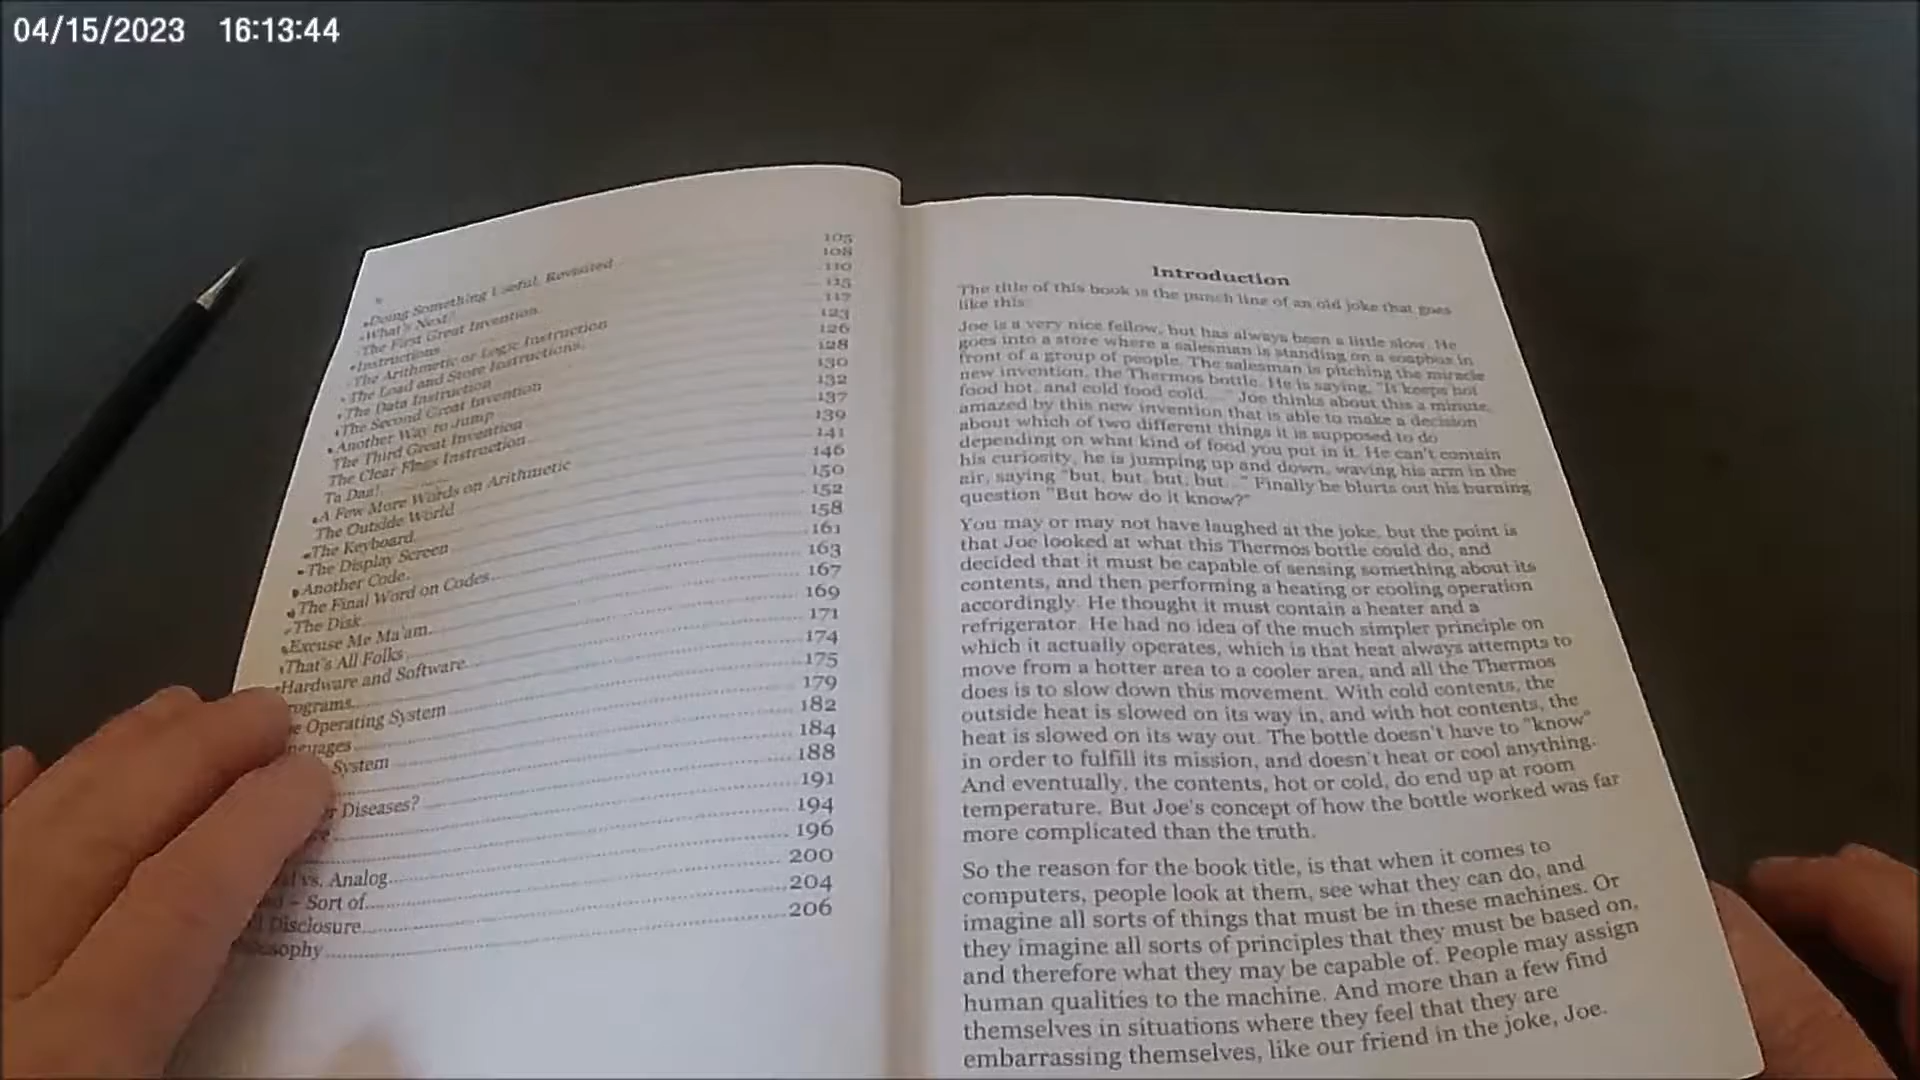 04/15/2023 16:13:44
Doing Something Useful, Revisited
What's Next?
The First Great Invention
Instructions
The Arithmetic or Logic Instruction
The Load and Store Instructions
The Data Instruction
The Second Great Invention
Another Way to Jump
The Third Great Invention
The Clear Flags Instruction
Ta Daa!
A Few More Words on Arithmetic
The Outside World
The Keyboard
The Display Screen
Another Code
The Final Word on Codes
The Disk
Excuse Me Ma'am
That's All Folks
Hardware and Software
rograms
e Operating System
nguages
System
r Diseases?
l vs. Analog
– Sort of
l Disclosure
losophy
105
108
110
115
117
123
126
128
130
132
137
139
141
146
150
152
158
161
163
167
169
171
174
175
179
182
184
188
191
194
196
200
204
206
Introduction
The title of this book is the punch line of an old joke that goes
like this:
Joe is a very nice fellow, but has always been a little slow. He
goes into a store where a salesman is standing on a soapbox in
front of a group of people. The salesman is pitching the miracle
new invention, the Thermos bottle. He is saying, "It keeps hot
food hot, and cold food cold...." Joe thinks about this a minute,
amazed by this new invention that is able to make a decision
about which of two different things it is supposed to do
depending on what kind of food you put in it. He can't contain
his curiosity, he is jumping up and down, waving his arm in the
air, saying "but, but, but, but..." Finally he blurts out his burning
question "But how do it know?"
You may or may not have laughed at the joke, but the point is
that Joe looked at what this Thermos bottle could do, and
decided that it must be capable of sensing something about its
contents, and then performing a heating or cooling operation
accordingly. He thought it must contain a heater and a
refrigerator. He had no idea of the much simpler principle on
which it actually operates, which is that heat always attempts to
move from a hotter area to a cooler area, and all the Thermos
does is to slow down this movement. With cold contents, the
outside heat is slowed on its way in, and with hot contents, the
heat is slowed on its way out. The bottle doesn't have to "know"
in order to fulfill its mission, and doesn't heat or cool anything.
And eventually, the contents, hot or cold, do end up at room
temperature. But Joe's concept of how the bottle worked was far
more complicated than the truth.
So the reason for the book title, is that when it comes to
computers, people look at them, see what they can do, and
imagine all sorts of things that must be in these machines. Or
they imagine all sorts of principles that they must be based on,
and therefore what they may be capable of. People may assign
human qualities to the machine. And more than a few find
themselves in situations where they feel that they are
embarrassing themselves, like our friend in the joke, Joe.